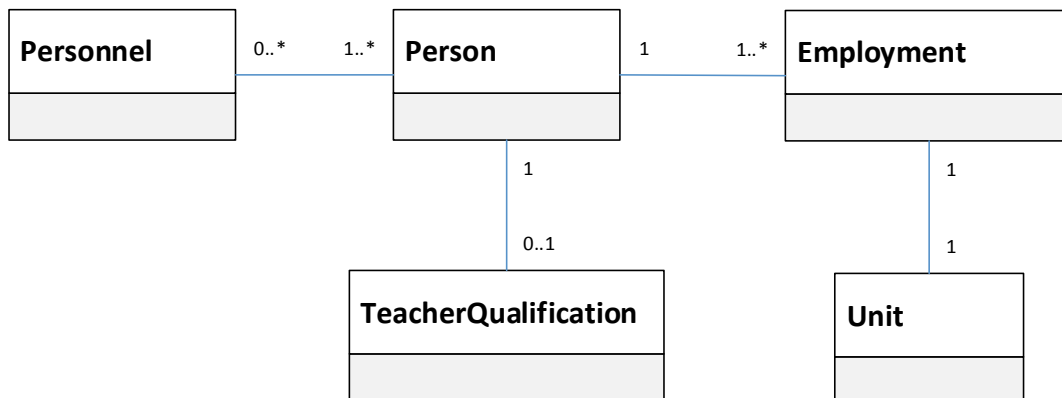 Personnel
0..*
1..*
Person
1
1..*
Employment
1
0..1
TeacherQualification
1
1
Unit